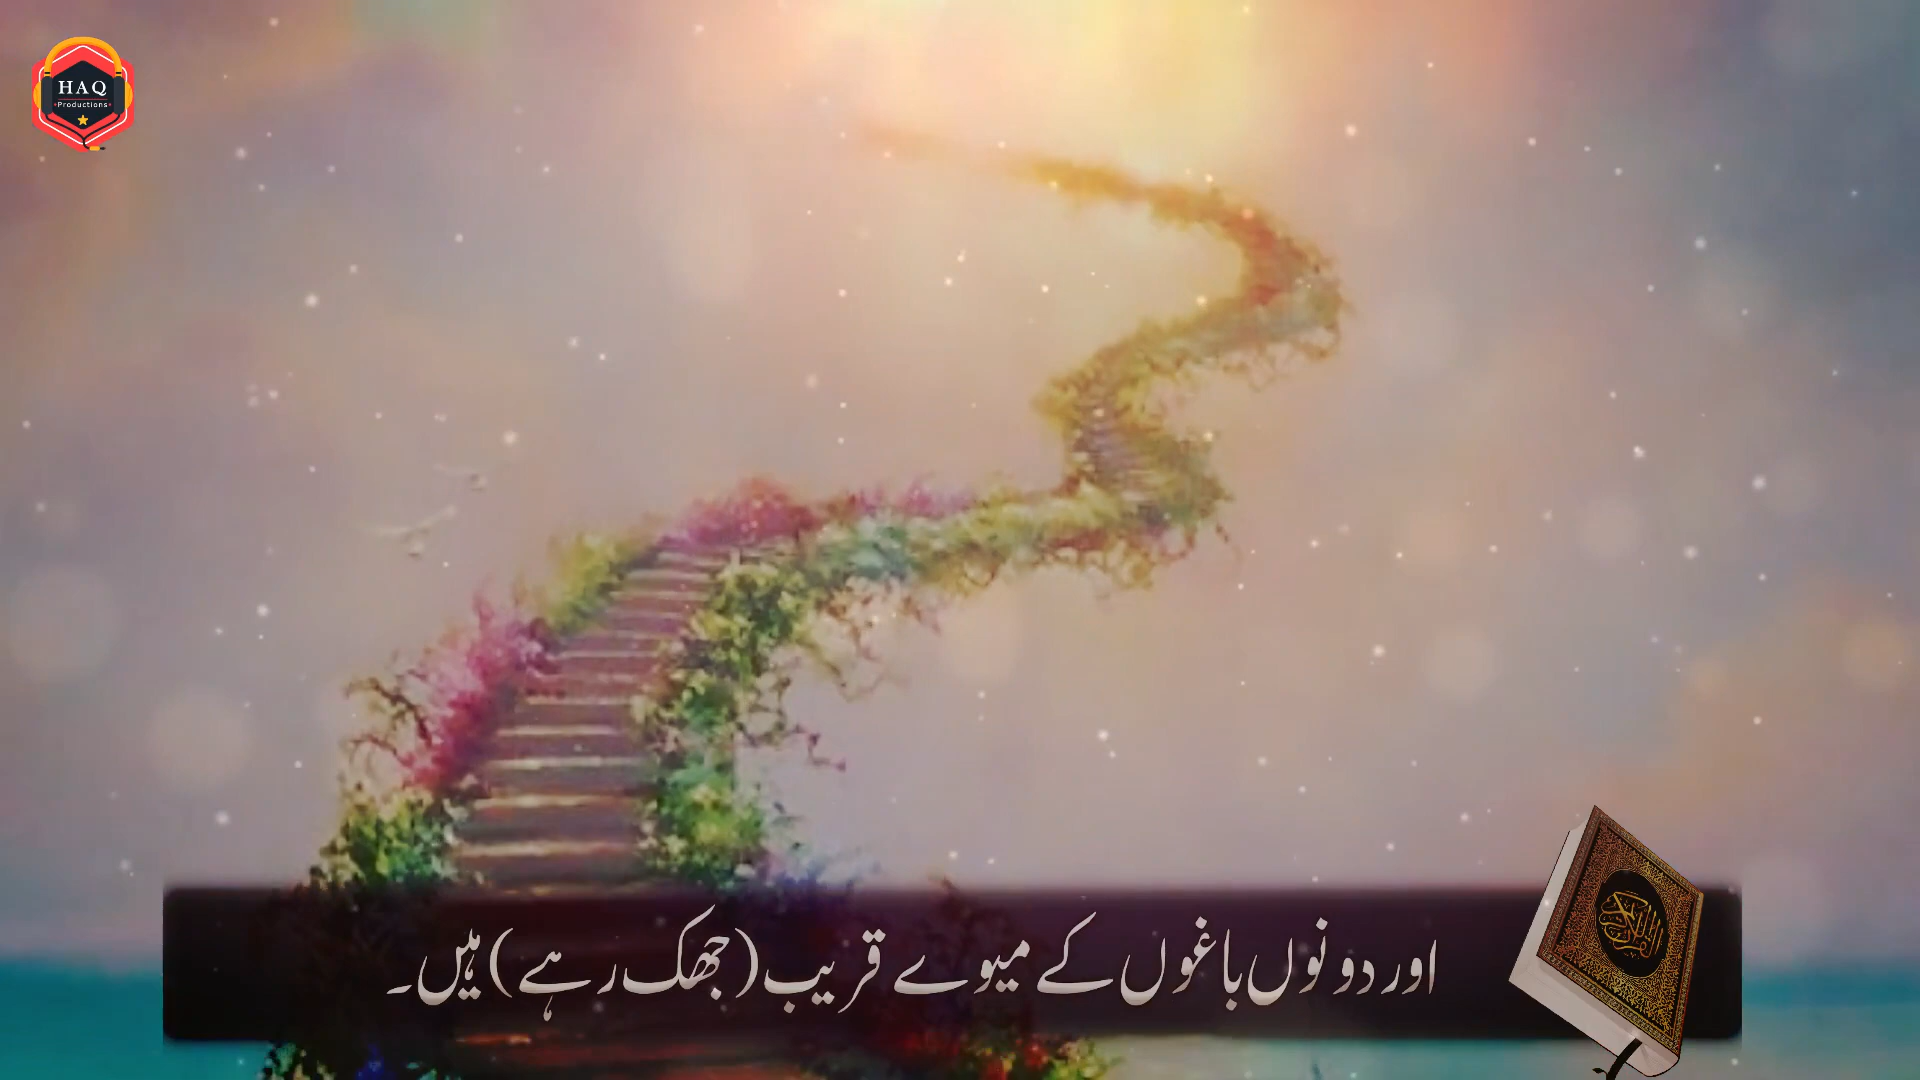 HAQ
Productions
اور دونوں باغوں کے میوے قریب (جھک رہے) ہیں۔